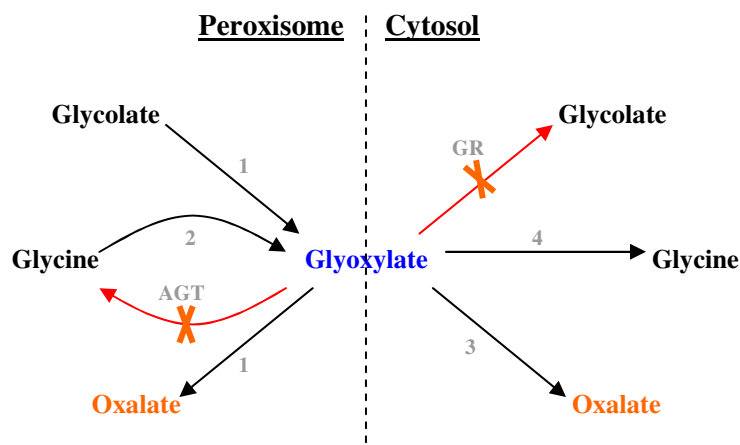 Peroxisome
Cytosol
Glycolate
Glycolate
GR
1
2
4
Glycine
Glyoxylate
Glycine
AGT
3
1
Oxalate
Oxalate